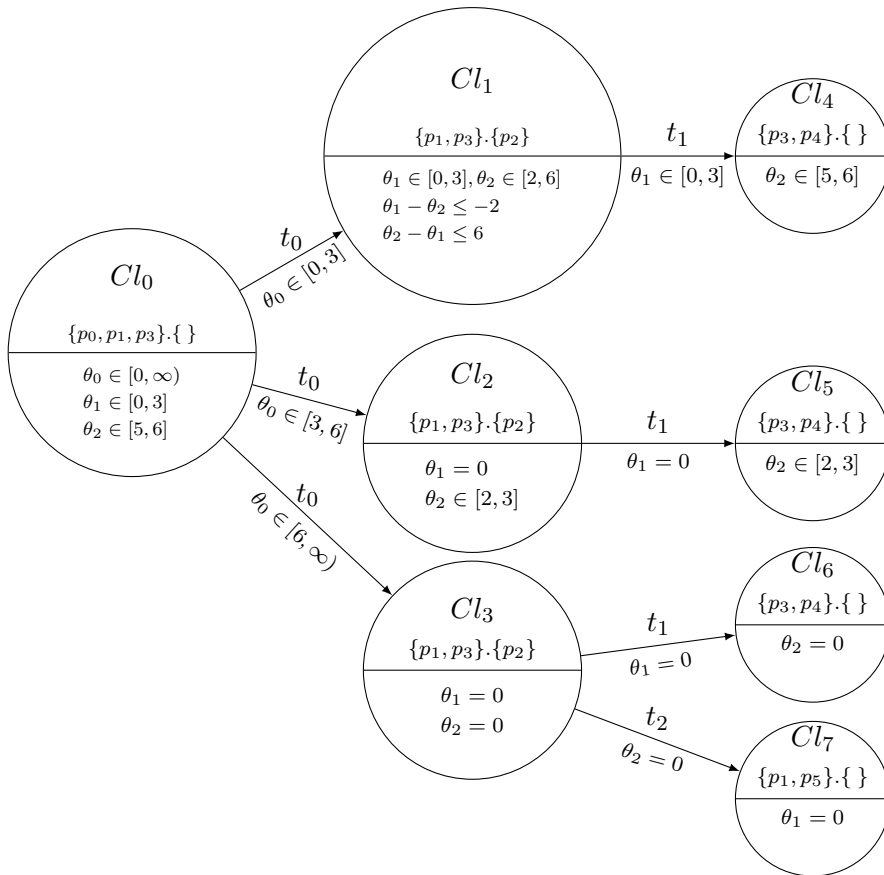 Cl₀
{p₀, p₁, p₃}.{ }
θ₀ ∈ [0, ∞)
θ₁ ∈ [0, 3]
θ₂ ∈ [5, 6]
t₀
θ₀ ∈ [0, 3]
t₀
θ₀ ∈ [3, 6]
t₀
θ₀ ∈ [6, ∞)
Cl₁
{p₁, p₃}.{p₂}
θ₁ ∈ [0, 3], θ₂ ∈ [2, 6]
θ₁ − θ₂ ≤ −2
θ₂ − θ₁ ≤ 6
t₁
θ₁ ∈ [0, 3]
Cl₄
{p₃, p₄}.{ }
θ₂ ∈ [5, 6]
Cl₂
{p₁, p₃}.{p₂}
θ₁ = 0
θ₂ ∈ [2, 3]
t₁
θ₁ = 0
Cl₅
{p₃, p₄}.{ }
θ₂ ∈ [2, 3]
Cl₃
{p₁, p₃}.{p₂}
θ₁ = 0
θ₂ = 0
t₁
θ₁ = 0
Cl₆
{p₃, p₄}.{ }
θ₂ = 0
t₂
θ₂ = 0
Cl₇
{p₁, p₅}.{ }
θ₁ = 0